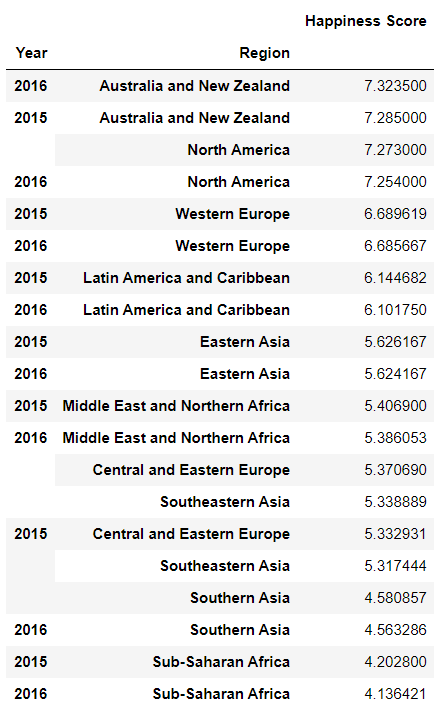 Happiness Score
Year Region
2016 Australia and New Zealand 7.323500
2015 Australia and New Zealand 7.285000
North America 7.273000
2016 North America 7.254000
2015 Western Europe 6.689619
2016 Western Europe 6.685667
2015 Latin America and Caribbean 6.144682
2016 Latin America and Caribbean 6.101750
2015 Eastern Asia 5.626167
2016 Eastern Asia 5.624167
2015 Middle East and Northern Africa 5.406900
2016 Middle East and Northern Africa 5.386053
Central and Eastern Europe 5.370690
Southeastern Asia 5.338889
2015 Central and Eastern Europe 5.332931
Southeastern Asia 5.317444
Southern Asia 4.580857
2016 Southern Asia 4.563286
2015 Sub-Saharan Africa 4.202800
2016 Sub-Saharan Africa 4.136421